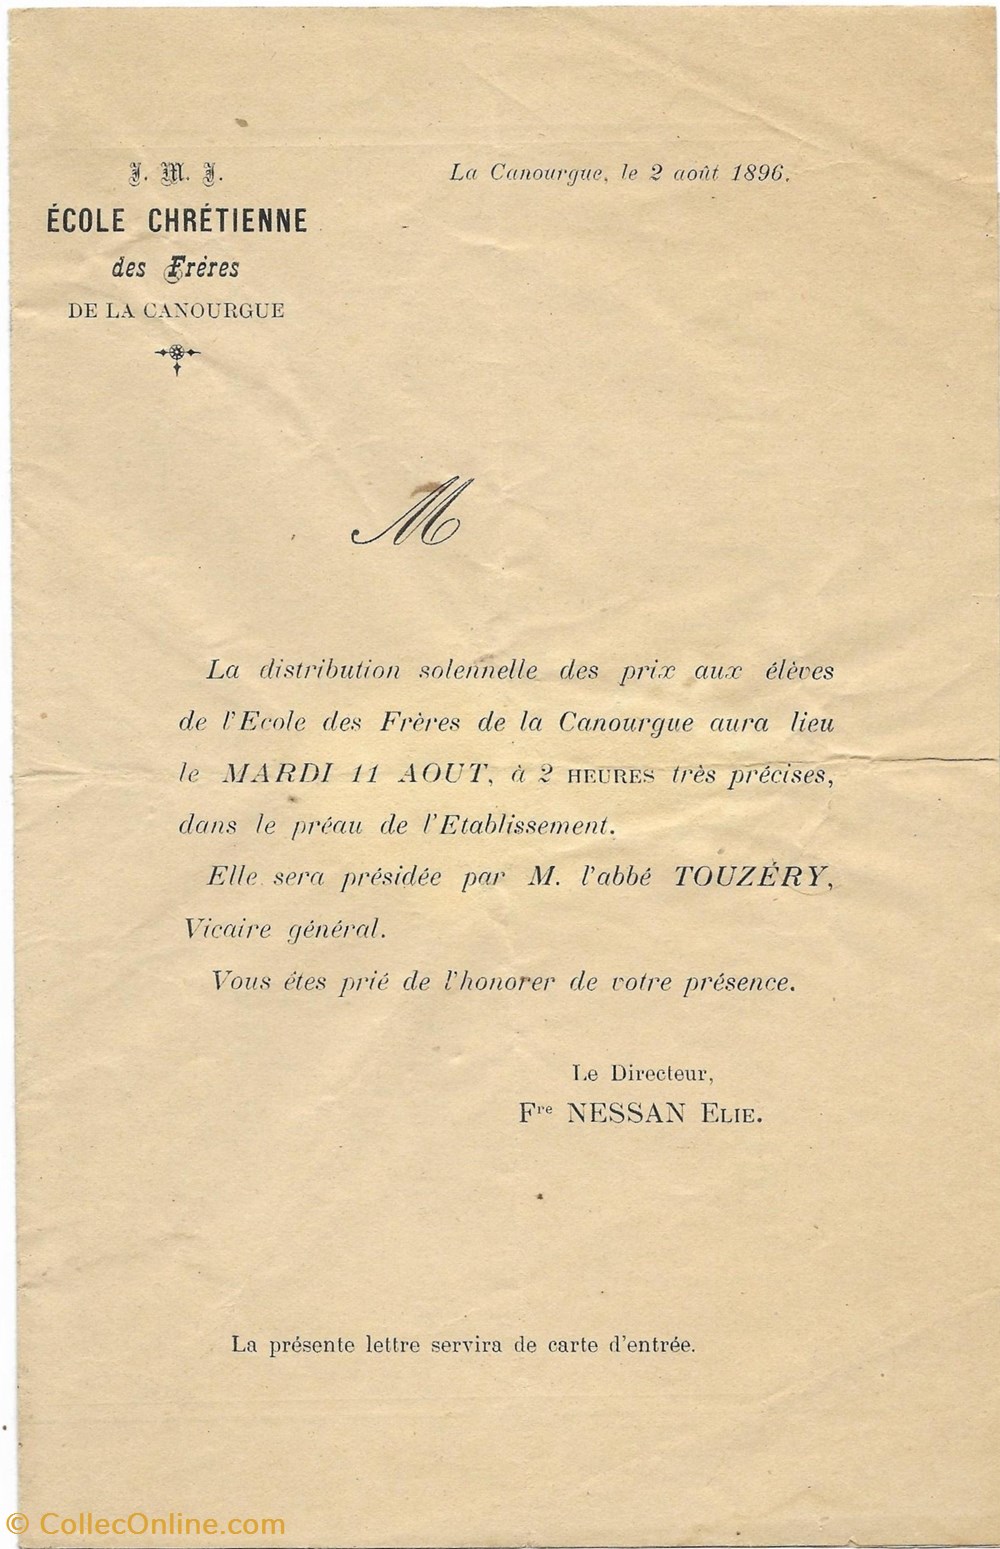 J. M. J.
ÉCOLE CHRÉTIENNE
des Frères
DE LA CANOURGUE
La Canourgue, le 2 août 1896.
M
La distribution solennelle des prix aux élèves
de l'Ecole des Frères de la Canourgue aura lieu
le MARDI 11 AOUT, à 2 HEURES très précises,
dans le préau de l'Etablissement.
Elle sera présidée par M. l'abbé TOUZÉRY,
Vicaire général.
Vous êtes prié de l'honorer de votre présence.
Le Directeur,
Fre NESSAN ELIE.
La présente lettre servira de carte d'entrée.
© CollecOnline.com